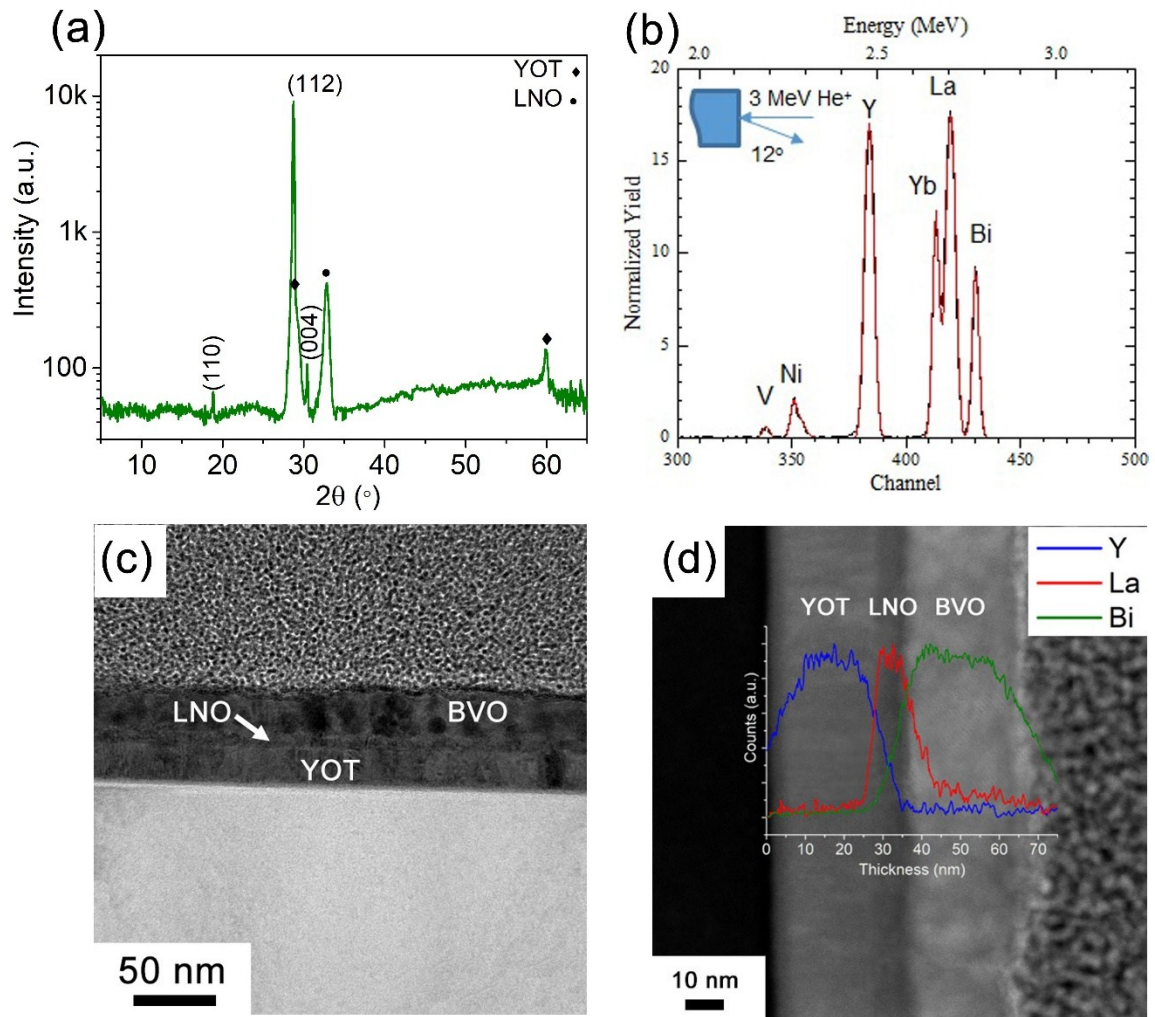 (a)
YOT ♦
LNO •
(112)
(110)
(004)
10k
1k
100
Intensity (a.u.)
10 20 30 40 50 60
2θ (°)
(b)
Energy (MeV)
2.0 2.5 3.0
20
15
10
5
0
Normalized Yield
3 MeV He+
12°
V
Ni
Y
Yb
La
Bi
300 350 400 450 500
Channel
(c)
LNO
BVO
YOT
50 nm
(d)
Y
La
Bi
YOT LNO BVO
Counts (a.u.)
0 10 20 30 40 50 60 70
Thickness (nm)
10 nm